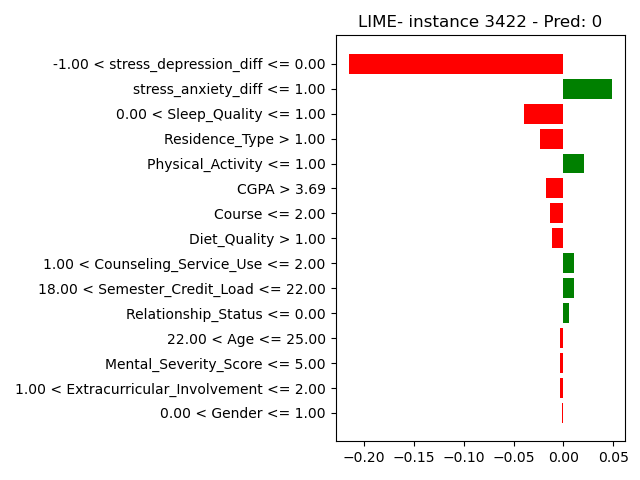 LIME- instance 3422 - Pred: 0
-1.00 < stress_depression_diff <= 0.00
stress_anxiety_diff <= 1.00
0.00 < Sleep_Quality <= 1.00
Residence_Type > 1.00
Physical_Activity <= 1.00
CGPA > 3.69
Course <= 2.00
Diet_Quality > 1.00
1.00 < Counseling_Service_Use <= 2.00
18.00 < Semester_Credit_Load <= 22.00
Relationship_Status <= 0.00
22.00 < Age <= 25.00
Mental_Severity_Score <= 5.00
1.00 < Extracurricular_Involvement <= 2.00
0.00 < Gender <= 1.00
−0.20 −0.15 −0.10 −0.05 0.00 0.05